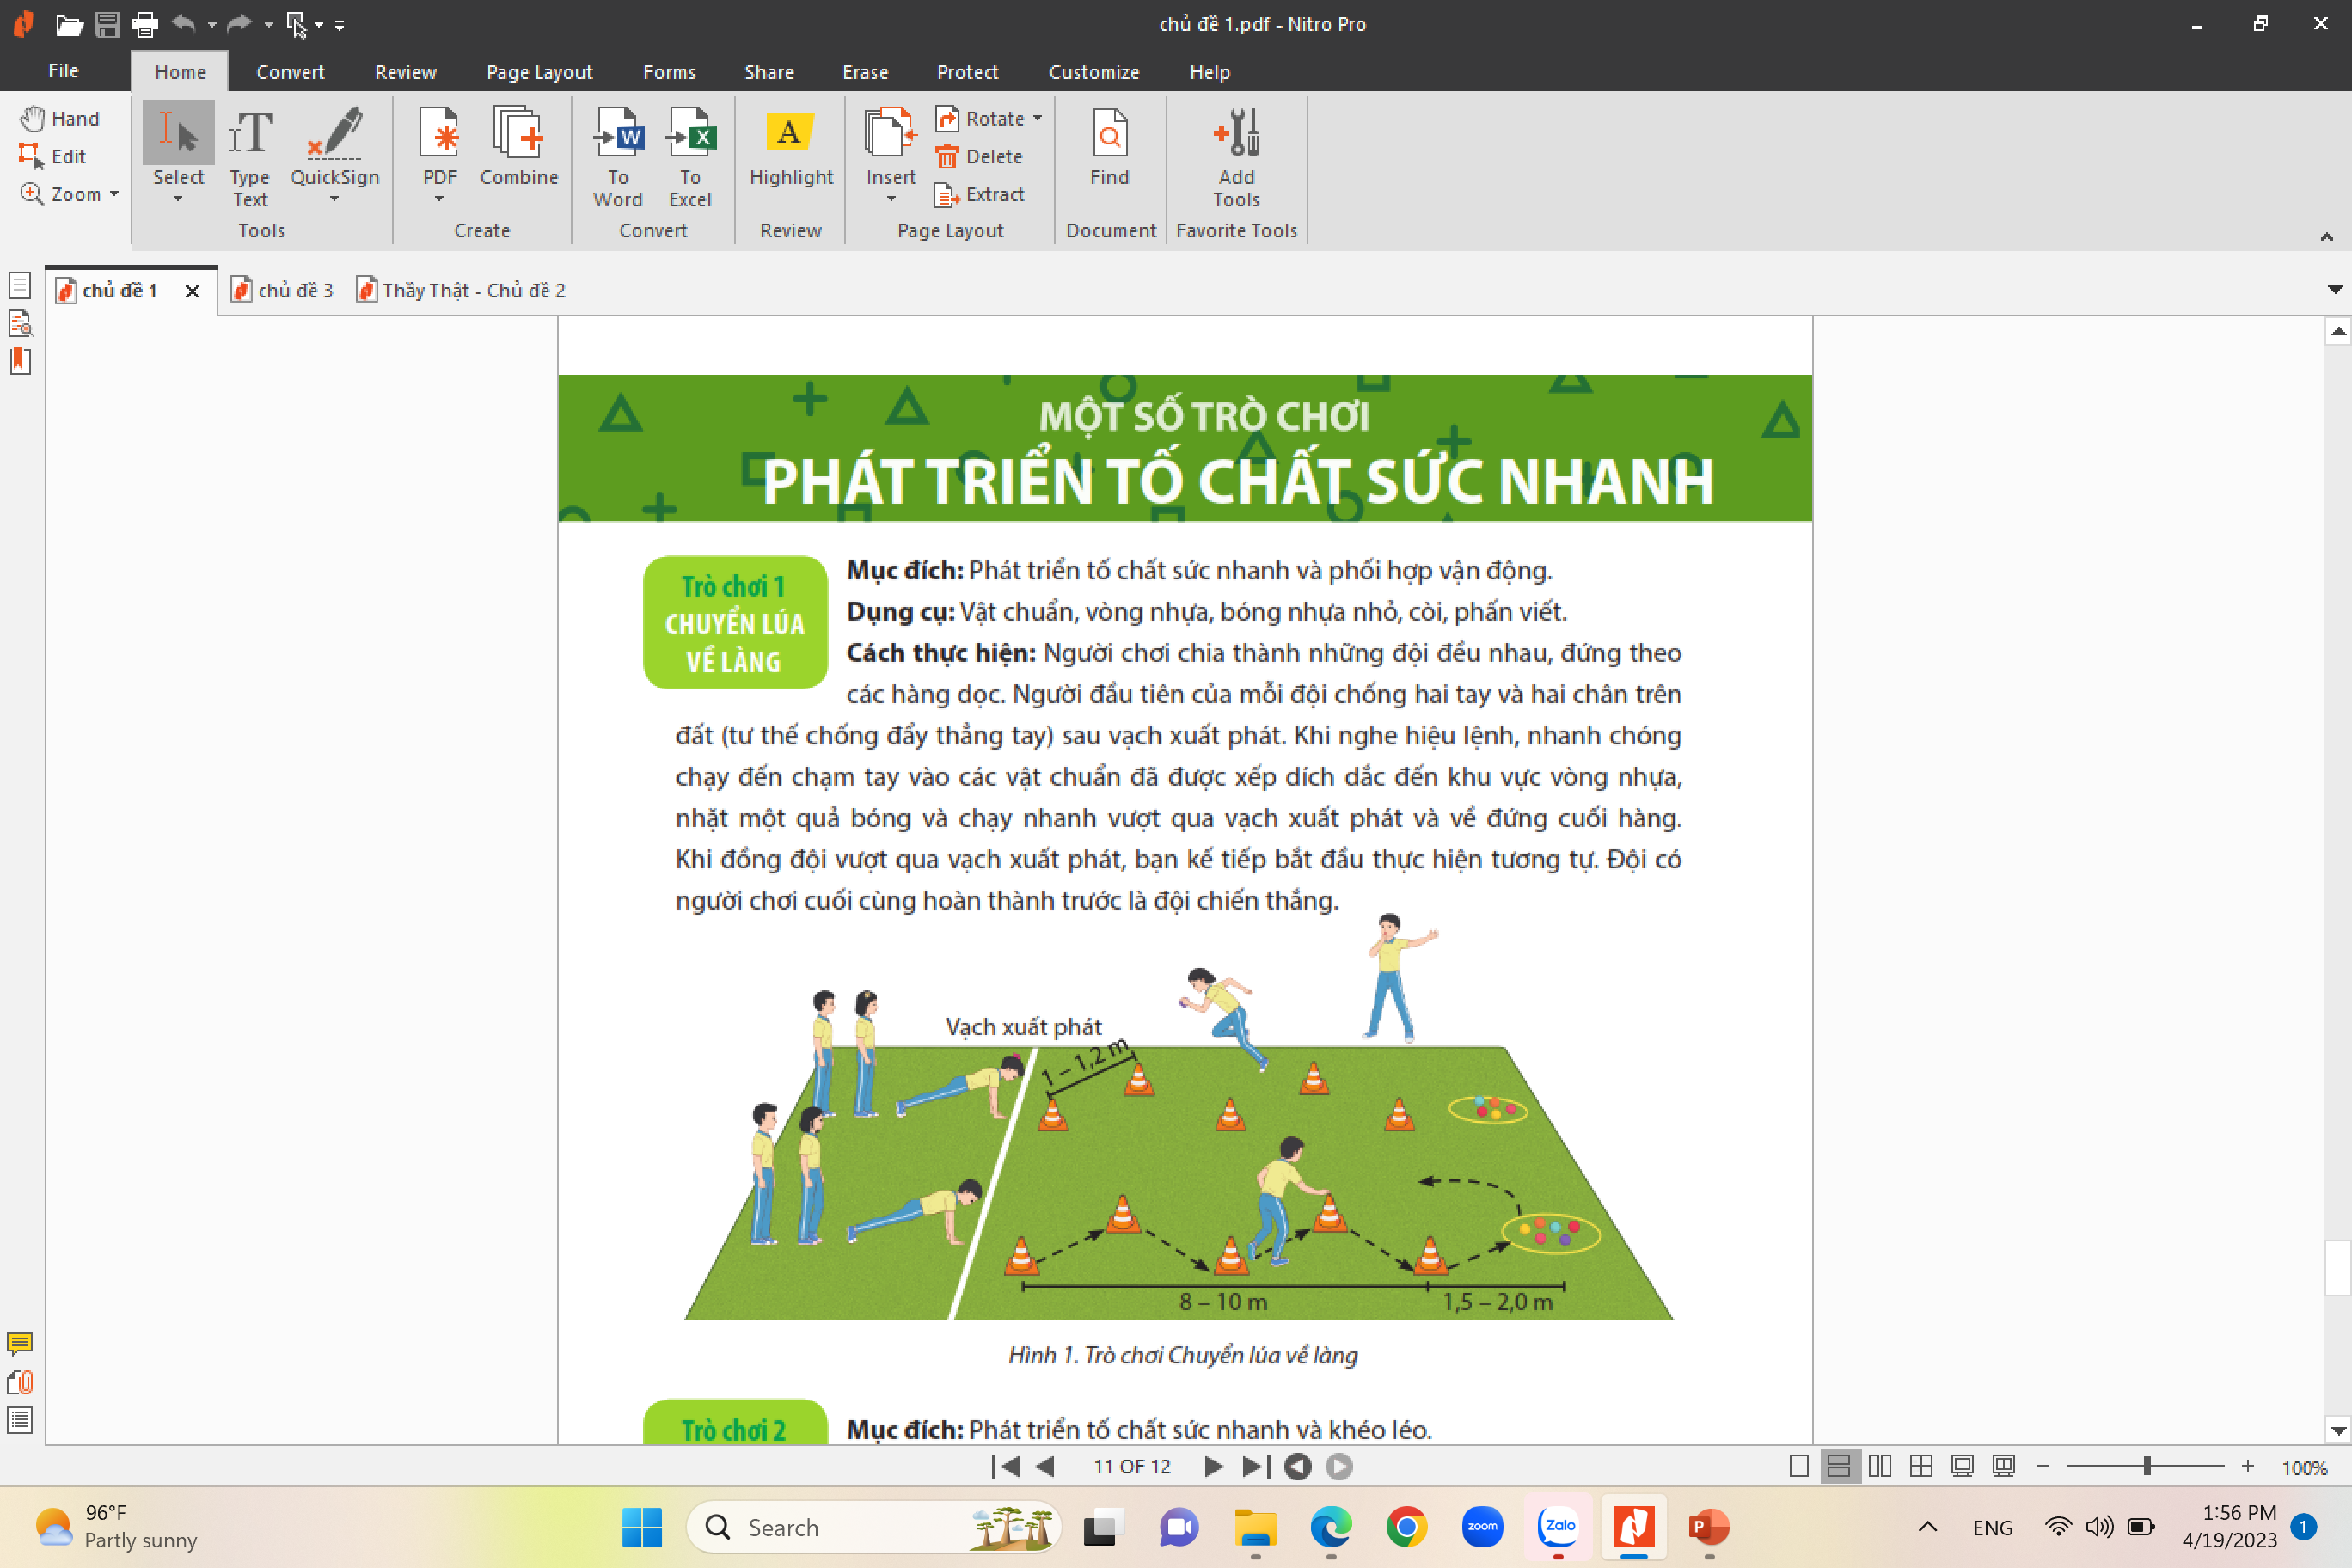 chủ đề 1.pdf - Nitro Pro
File
Home
Convert
Review
Page Layout
Forms
Share
Erase
Protect
Customize
Help
Hand
Edit
Zoom
Select
Type
Text
QuickSign
Tools
PDF
Combine
Create
To
Word
To
Excel
Convert
Highlight
Review
Insert
Rotate
Delete
Extract
Page Layout
Find
Document
Add
Tools
Favorite Tools
chủ đề 1
chủ đề 3
Thầy Thật - Chủ đề 2
MỘT SỐ TRÒ CHƠI
PHÁT TRIỂN TỐ CHẤT SỨC NHANH
Trò chơi 1
CHUYỂN LÚA
VỀ LÀNG
Mục đích: Phát triển tố chất sức nhanh và phối hợp vận động.
Dụng cụ: Vật chuẩn, vòng nhựa, bóng nhựa nhỏ, còi, phấn viết.
Cách thực hiện: Người chơi chia thành những đội đều nhau, đứng theo
các hàng dọc. Người đầu tiên của mỗi đội chống hai tay và hai chân trên
đất (tư thế chống đẩy thẳng tay) sau vạch xuất phát. Khi nghe hiệu lệnh, nhanh chóng
chạy đến chạm tay vào các vật chuẩn đã được xếp dích dắc đến khu vực vòng nhựa,
nhặt một quả bóng và chạy nhanh vượt qua vạch xuất phát và về đứng cuối hàng.
Khi đồng đội vượt qua vạch xuất phát, bạn kế tiếp bắt đầu thực hiện tương tự. Đội có
người chơi cuối cùng hoàn thành trước là đội chiến thắng.
Vạch xuất phát
1 – 1,2 m
8 – 10 m
1,5 – 2,0 m
Hình 1. Trò chơi Chuyển lúa về làng
Trò chơi 2
Mục đích: Phát triển tố chất sức nhanh và khéo léo.
11 OF 12
100%
96°F
Partly sunny
Search
zoom
Zalo
P
ENG
1:56 PM
4/19/2023
1